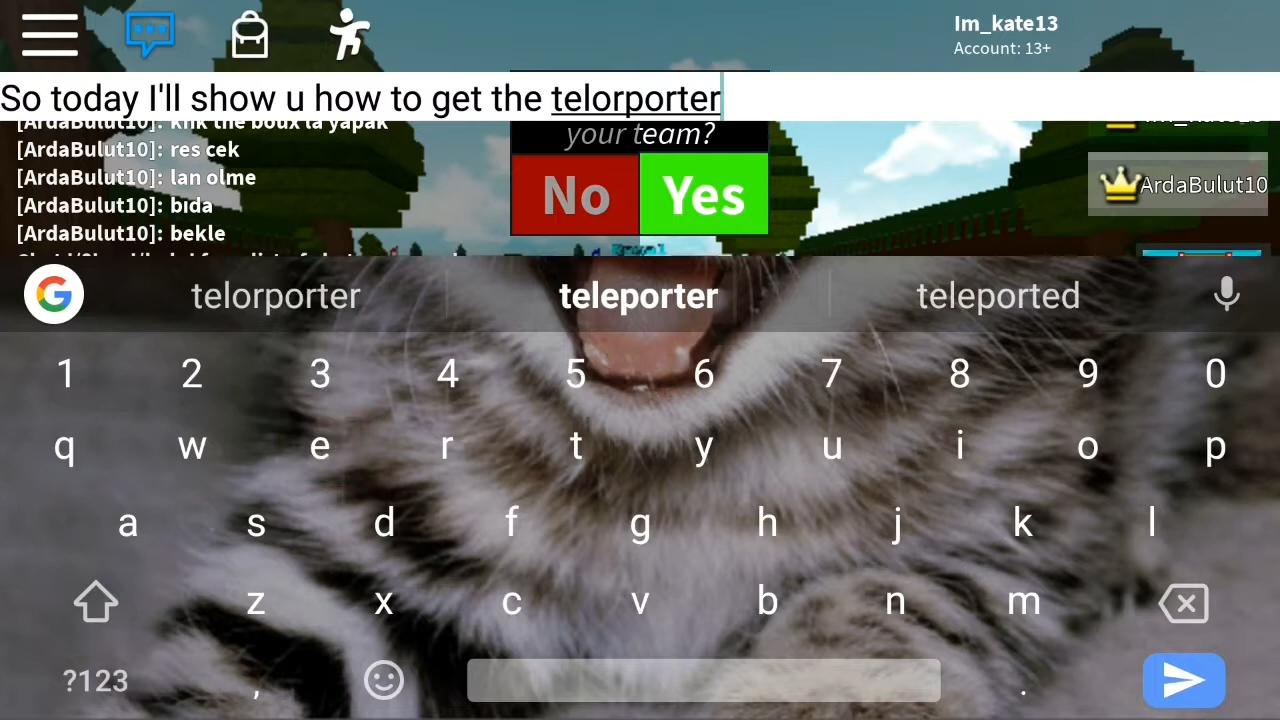 Im_kate13
Account: 13+
So today I'll show u how to get the telorporter
[ArdaBulut10]:
[ArdaBulut10]: res cek
[ArdaBulut10]: lan olme
[ArdaBulut10]: bıda
[ArdaBulut10]: bekle
your team?
No Yes
ArdaBulut10
telorporter teleporter teleported
1 2 3 4 5 6 7 8 9 0
q w e r t y u i o p
a s d f g h j k l
z x c v b n m
?123 , .